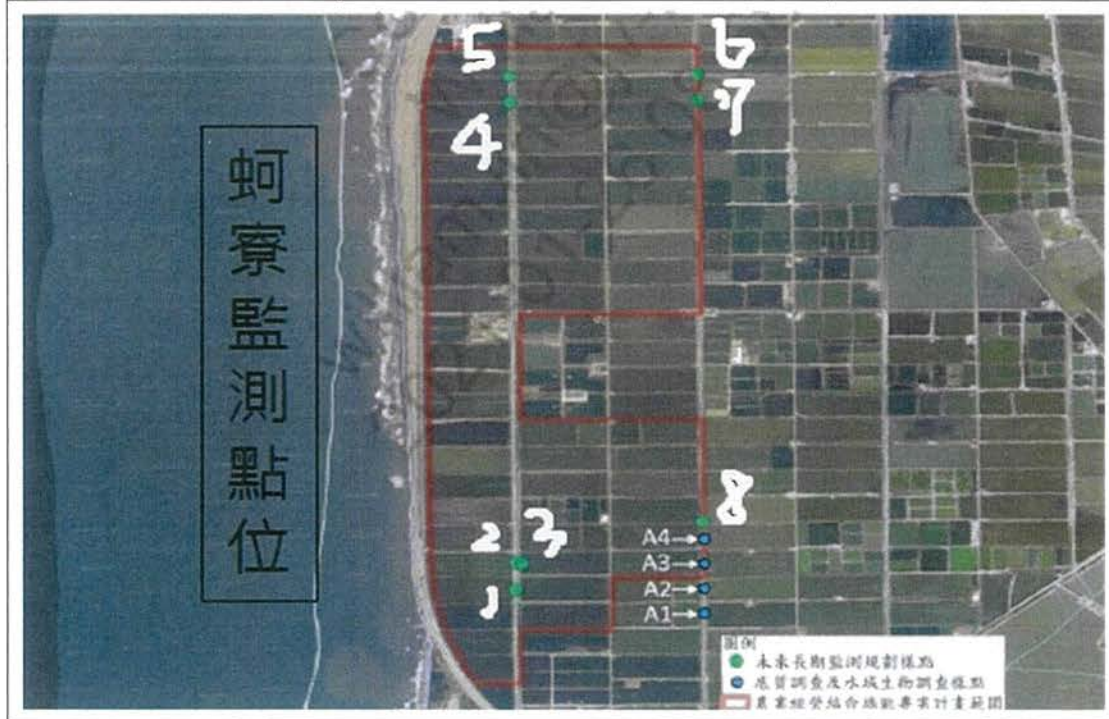 蚵寮監測點位
5
6
4
7
8
2 3
1
A4
A3
A2
A1
圖例
未來長期監測規劃樣點
底質調查及水域生物調查樣點
農業經營結合綠能專案計畫範圍